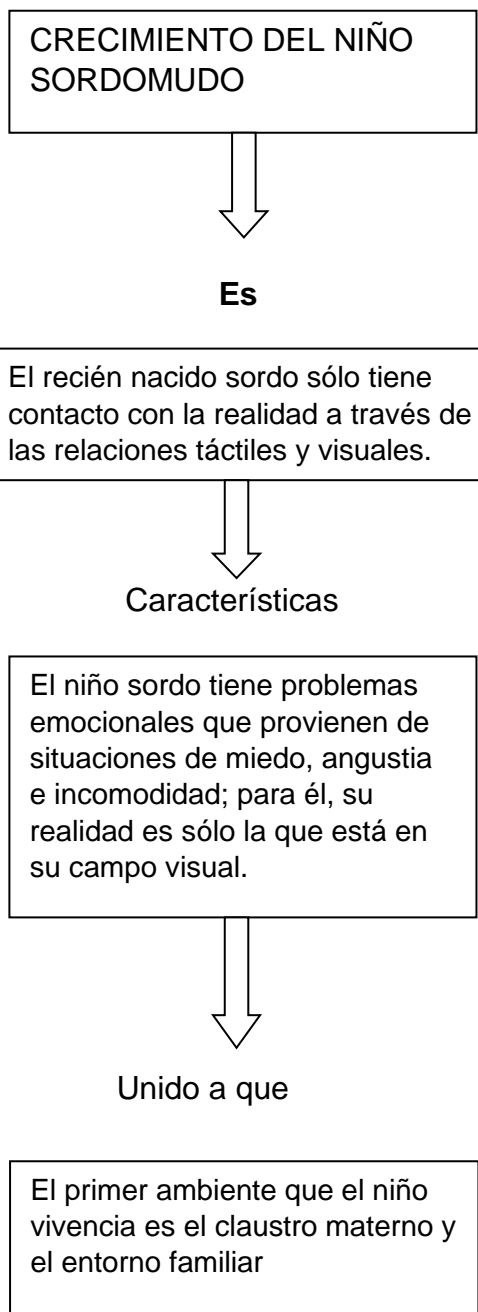 CRECIMIENTO DEL NIÑO
SORDOMUDO
Es
El recién nacido sordo sólo tiene
contacto con la realidad a través de
las relaciones táctiles y visuales.
Características
El niño sordo tiene problemas
emocionales que provienen de
situaciones de miedo, angustia
e incomodidad; para él, su
realidad es sólo la que está en
su campo visual.
Unido a que
El primer ambiente que el niño
vivencia es el claustro materno y
el entorno familiar